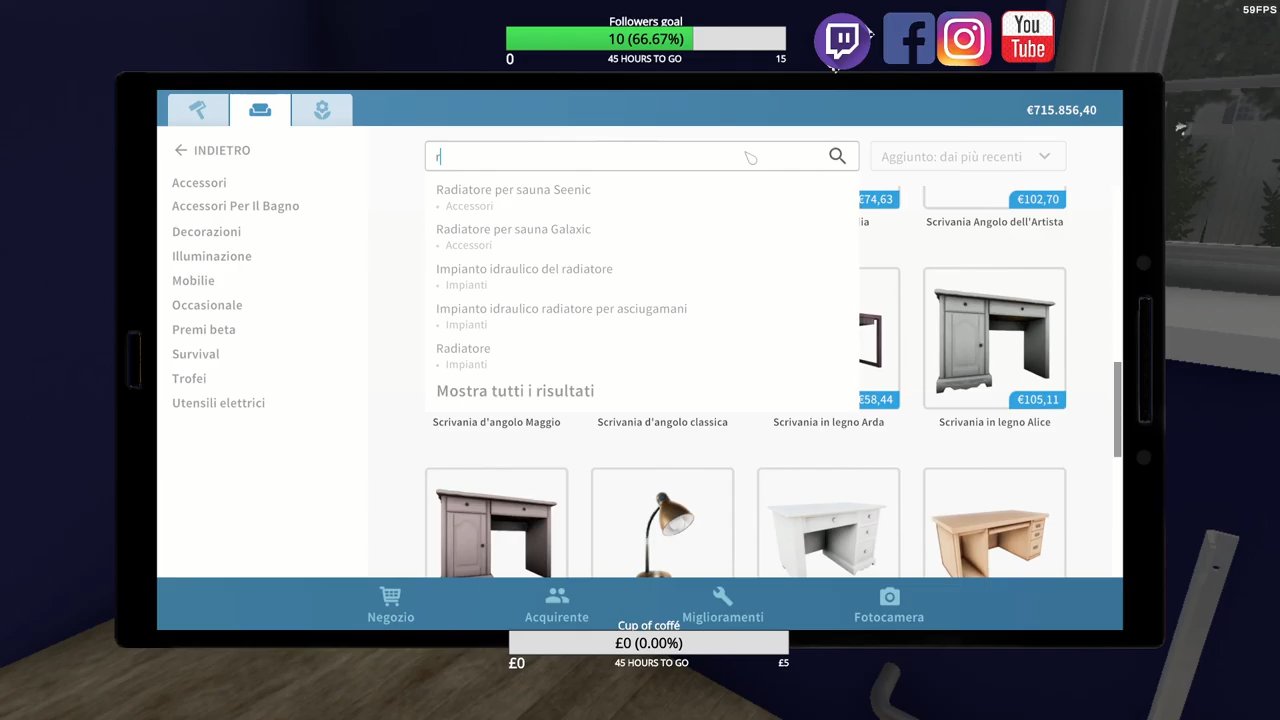 59FPS
Followers goal
10 (66.67%)
0
45 HOURS TO GO
15
You
Tube
€715.856,40
INDIETRO
r
Aggiunto: dai più recenti
Accessori
Accessori Per Il Bagno
Decorazioni
Illuminazione
Mobilie
Occasionale
Premi beta
Survival
Trofei
Utensili elettrici
Radiatore per sauna Seenic
• Accessori
Radiatore per sauna Galaxic
• Accessori
Impianto idraulico del radiatore
• Impianti
Impianto idraulico radiatore per asciugamani
• Impianti
Radiatore
• Impianti
Mostra tutti i risultati
€74,63
€102,70
Scrivania Angolo dell'Artista
€58,44
€105,11
Scrivania d'angolo Maggio
Scrivania d'angolo classica
Scrivania in legno Arda
Scrivania in legno Alice
Negozio
Acquirente
Miglioramenti
Fotocamera
Cup of coffé
£0 (0.00%)
£0
45 HOURS TO GO
£5